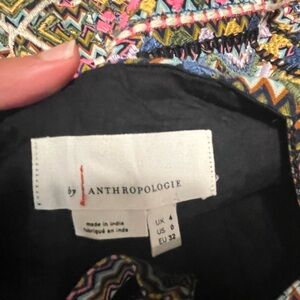 by ANTHROPOLOGIE
made in india
fabriqué en inde
UK 4
US 0
EU 32